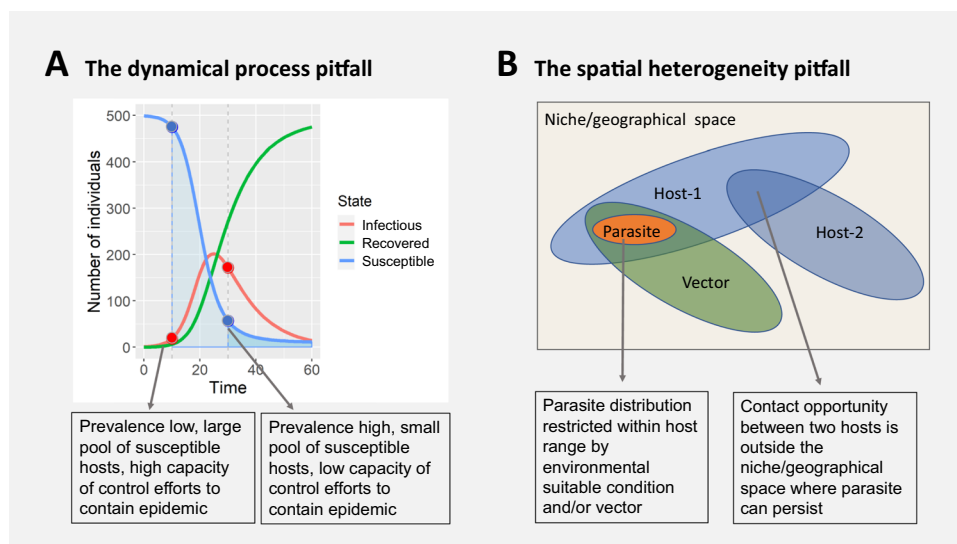 A The dynamical process pitfall
500
400
300
200
100
0
Number of individuals
0
20
40
60
Time
State
Infectious
Recovered
Susceptible
Prevalence low, large
pool of susceptible
hosts, high capacity
of control efforts to
contain epidemic
Prevalence high, small
pool of susceptible
hosts, low capacity of
control efforts to
contain epidemic
B The spatial heterogeneity pitfall
Niche/geographical space
Host-1
Parasite
Host-2
Vector
Parasite distribution
restricted within host
range by
environmental
suitable condition
and/or vector
Contact opportunity
between two hosts is
outside the
niche/geographical
space where parasite
can persist